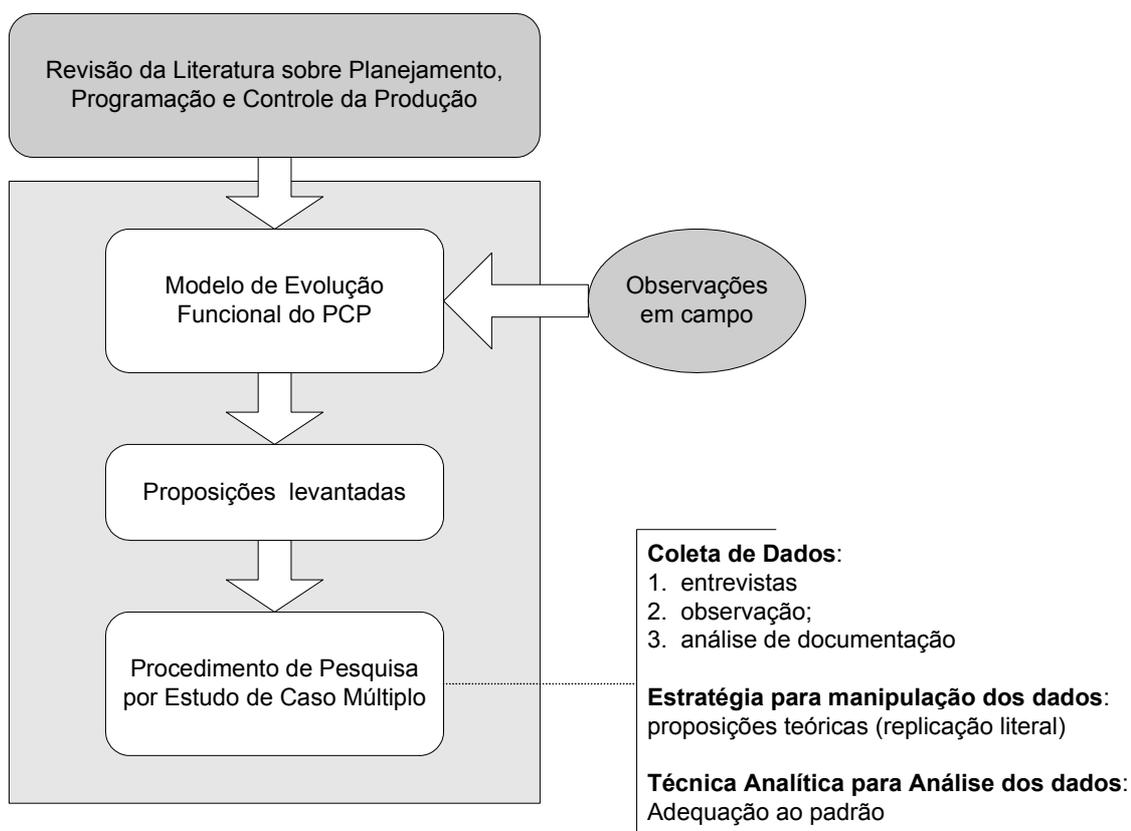 Revisão da Literatura sobre Planejamento,
Programação e Controle da Produção
Modelo de Evolução
Funcional do PCP
Observações
em campo
Proposições levantadas
Procedimento de Pesquisa
por Estudo de Caso Múltiplo
Coleta de Dados:
1. entrevistas
2. observação;
3. análise de documentação
Estratégia para manipulação dos dados:
proposições teóricas (replicação literal)
Técnica Analítica para Análise dos dados:
Adequação ao padrão